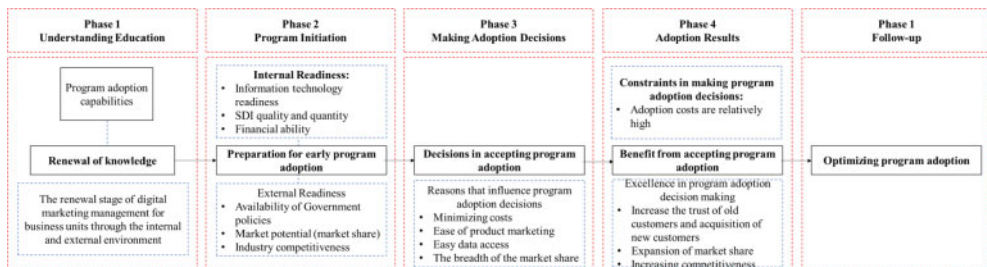 Phase 1
Understanding Education
Phase 2
Program Initiation
Phase 3
Making Adoption Decisions
Phase 4
Adoption Results
Phase 1
Follow-up
Program adoption
capabilities
Renewal of knowledge
The renewal stage of digital
marketing management for
business units through the internal
and external environment
Internal Readiness:
• Information technology
readiness
• SDI quality and quantity
• Financial ability
Preparation for early program
adoption
External Readiness
• Availability of Government
policies
• Market potential (market share)
• Industry competitiveness
Decisions in accepting program
adoption
Reasons that influence program
adoption decisions
• Minimizing costs
• Ease of product marketing
• Easy data access
• The breadth of the market share
Constraints in making program
adoption decisions:
• Adoption costs are relatively
high
Benefit from accepting program
adoption
Excellence in program adoption
decision making
• Increase the trust of old
customers and acquisition of
new customers
• Expansion of market share
• Increasing competitiveness
Optimizing program adoption